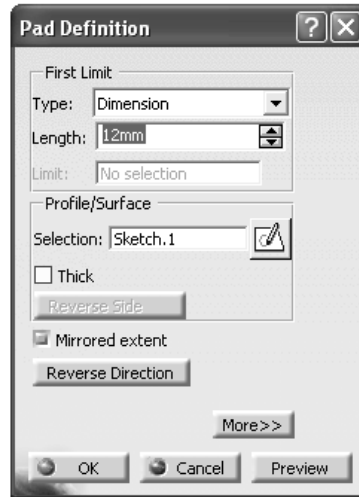 Pad Definition
First Limit
Type: Dimension
Length: 12mm
Limit: No selection
Profile/Surface
Selection: Sketch.1
Thick
Reverse Side
Mirrored extent
Reverse Direction
More>>
OK Cancel Preview